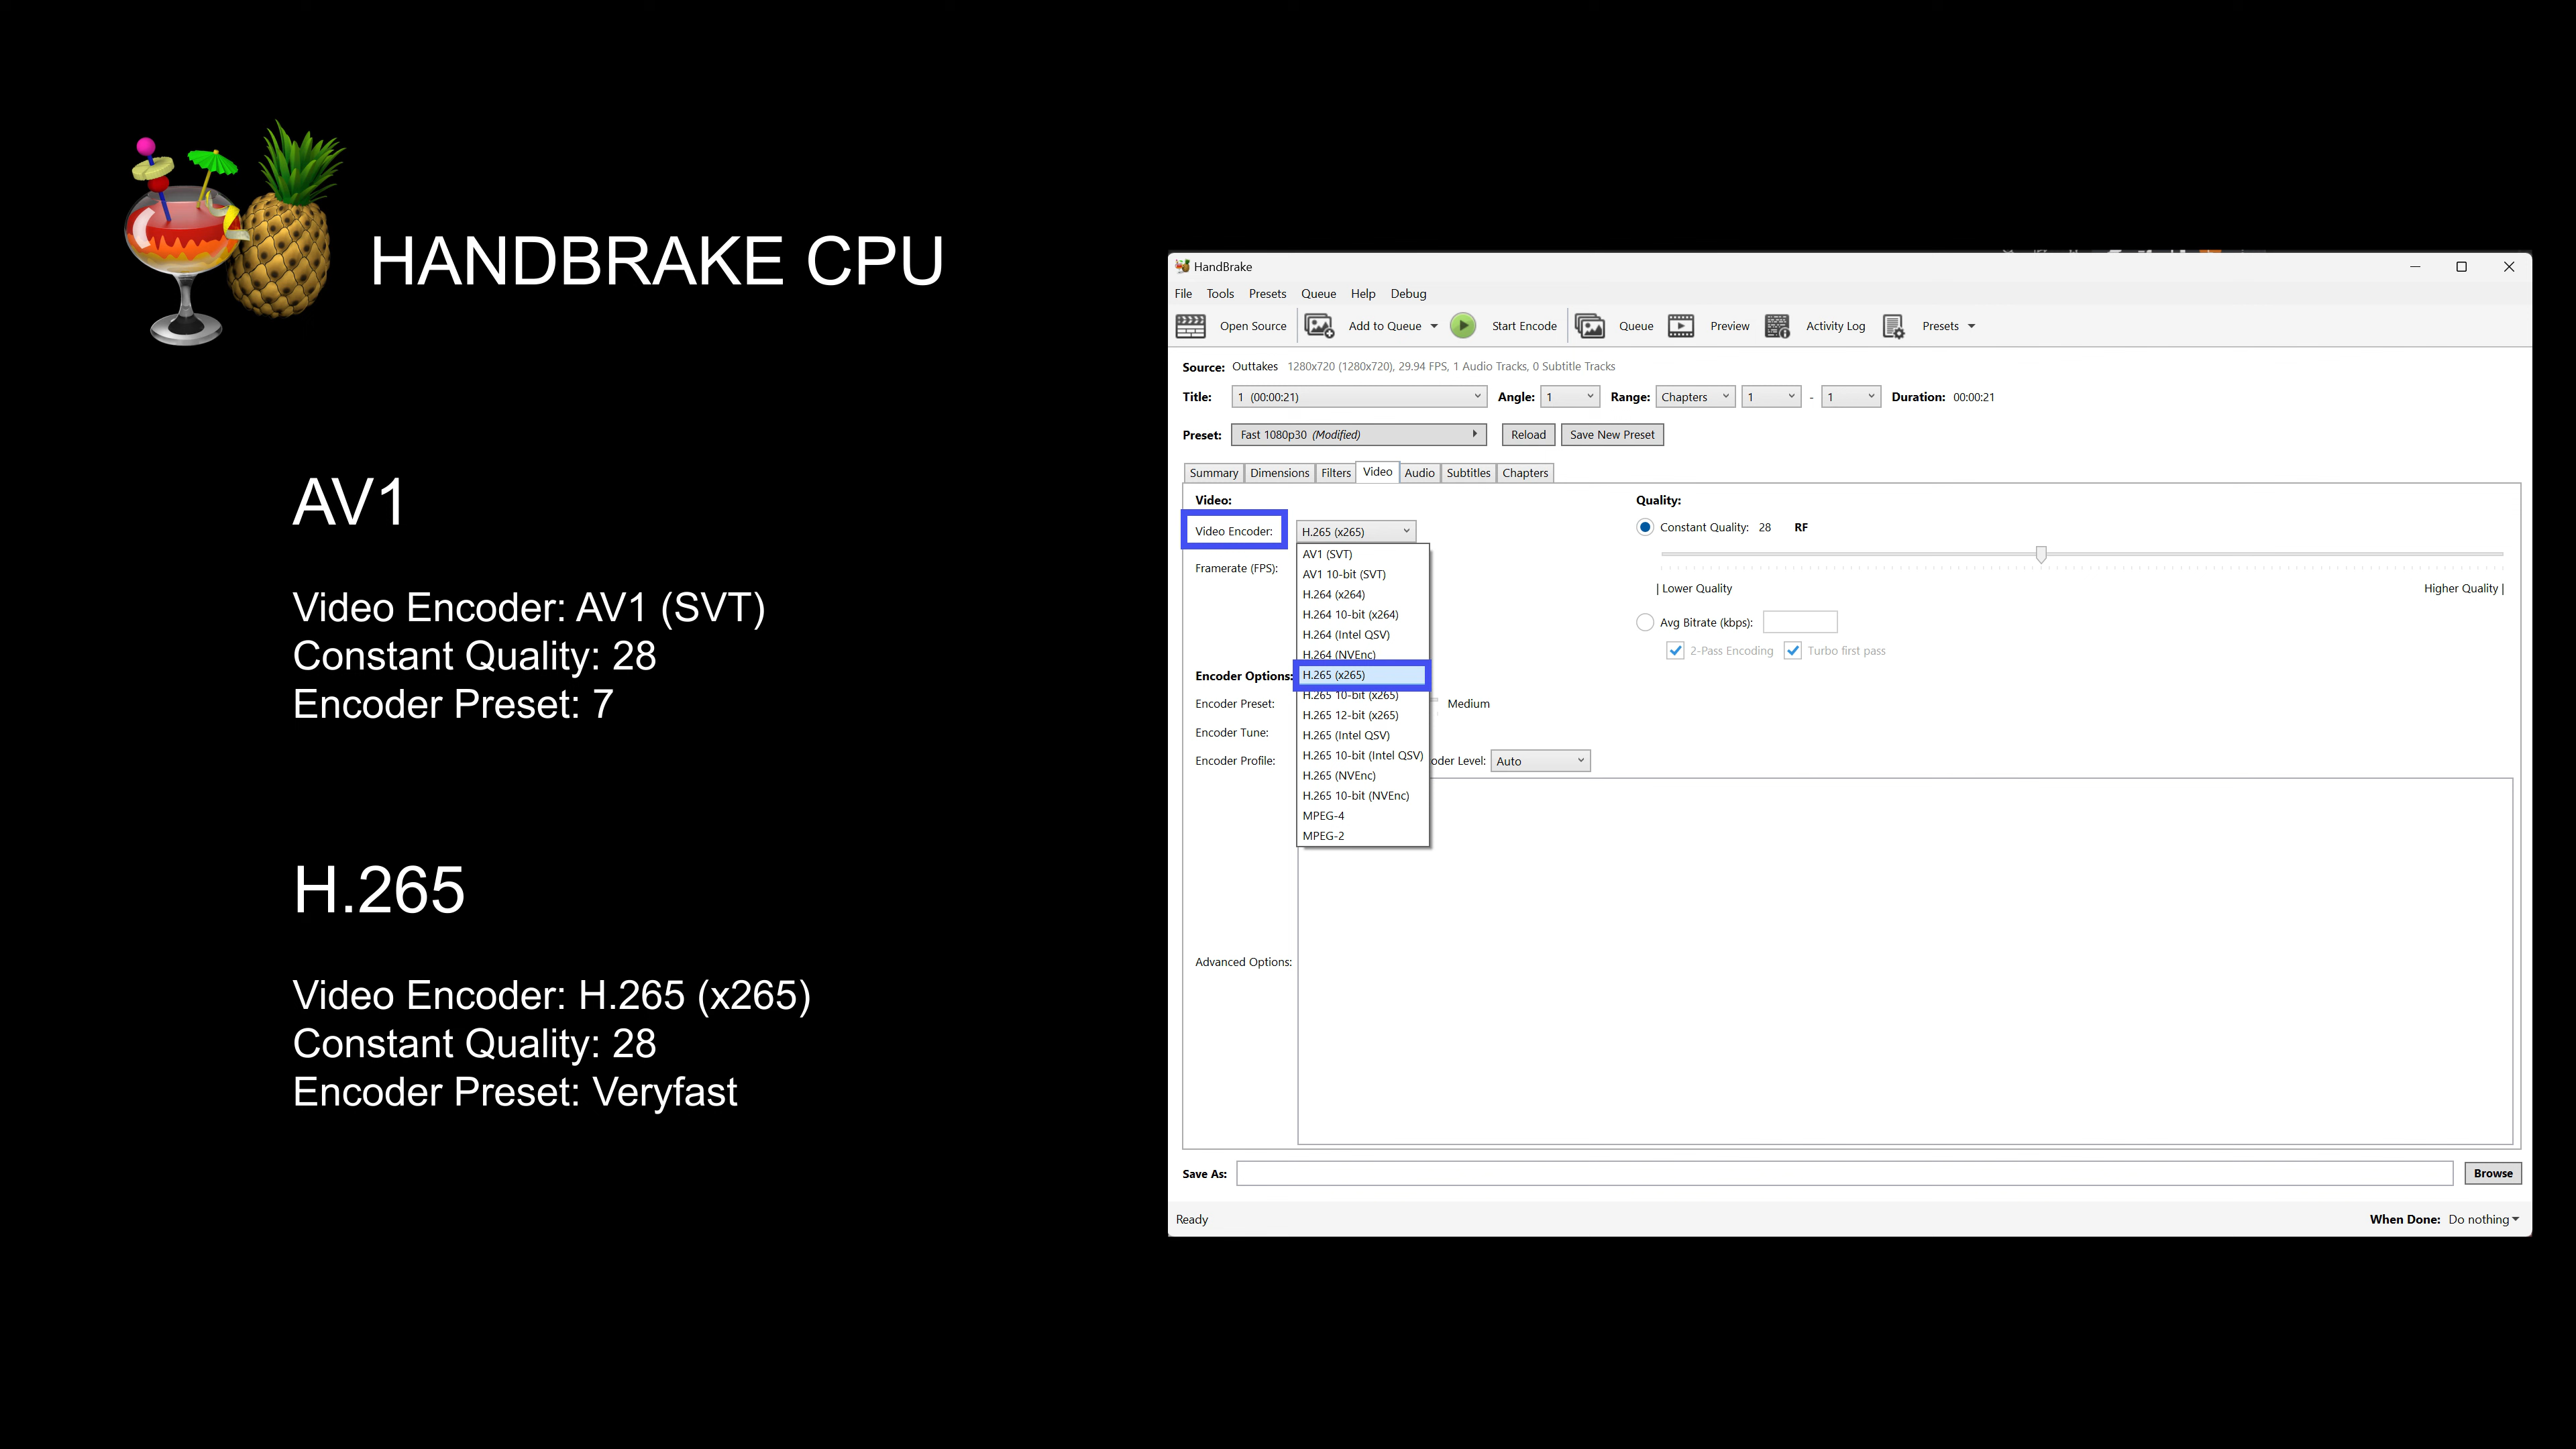 HANDBRAKE CPU
AV1
Video Encoder: AV1 (SVT)
Constant Quality: 28
Encoder Preset: 7
H.265
Video Encoder: H.265 (x265)
Constant Quality: 28
Encoder Preset: Veryfast
HandBrake
File Tools Presets Queue Help Debug
Open Source Add to Queue Start Encode Queue Preview Activity Log Presets
Source: Outtakes 1280x720 (1280x720), 29.94 FPS, 1 Audio Tracks, 0 Subtitle Tracks
Title: 1 (00:00:21) Angle: 1 Range: Chapters 1 - 1 Duration: 00:00:21
Preset: Fast 1080p30 (Modified) Reload Save New Preset
Summary Dimensions Filters Video Audio Subtitles Chapters
Video:
Video Encoder: H.265 (x265)
AV1 (SVT)
AV1 10-bit (SVT)
H.264 (x264)
H.264 10-bit (x264)
H.264 (Intel QSV)
H.264 (NVEnc)
H.265 (x265)
H.265 10-bit (x265)
H.265 12-bit (x265)
H.265 (Intel QSV)
H.265 10-bit (Intel QSV)
H.265 (NVEnc)
H.265 10-bit (NVEnc)
MPEG-4
MPEG-2
Framerate (FPS):
Encoder Options:
Encoder Preset: Medium
Encoder Tune:
Encoder Profile: oder Level: Auto
Advanced Options:
Quality:
Constant Quality: 28 RF
| Lower Quality Higher Quality |
Avg Bitrate (kbps):
2-Pass Encoding Turbo first pass
Save As: Browse
Ready When Done: Do nothing